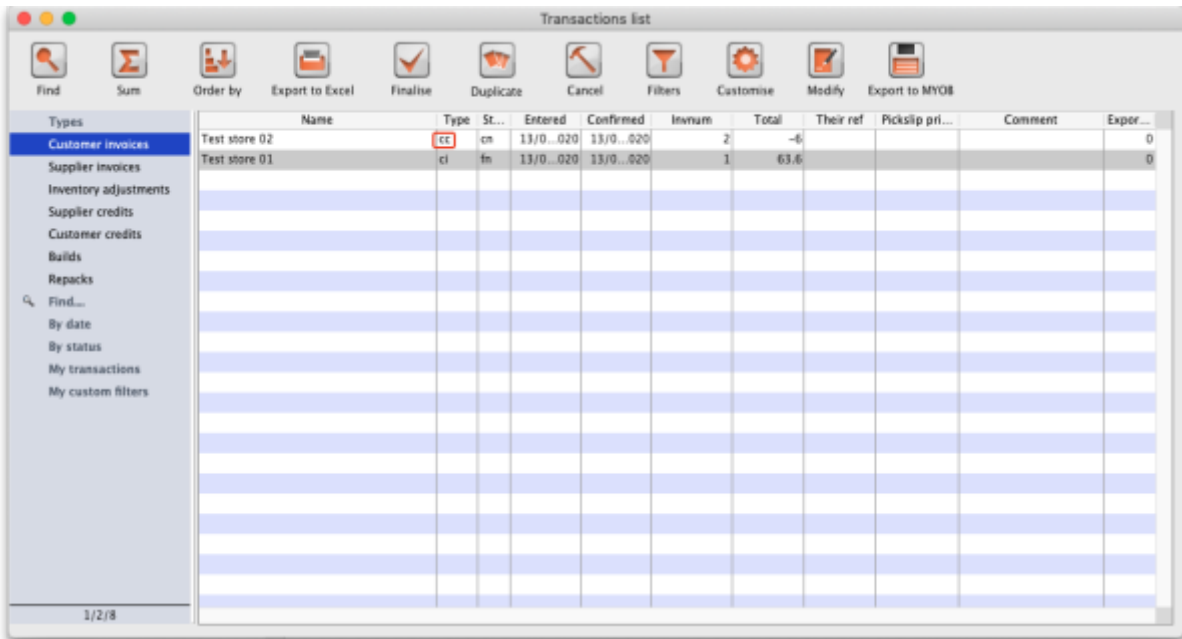 Transactions list
Find Sum Order by Export to Excel Finalise Duplicate Cancel Filters Customise Modify Export to MYOB
Types Name Type St... Entered Confirmed Invnum Total Their ref Pickslip pri... Comment Expor...
Customer invoices Test store 02 cc cn 13/0...020 13/0...020 2 -6 0
Supplier invoices Test store 01 ci fn 13/0...020 13/0...020 1 63.6 0
Inventory adjustments
Supplier credits
Customer credits
Builds
Repacks
Find...
By date
By status
My transactions
My custom filters
1/2/8